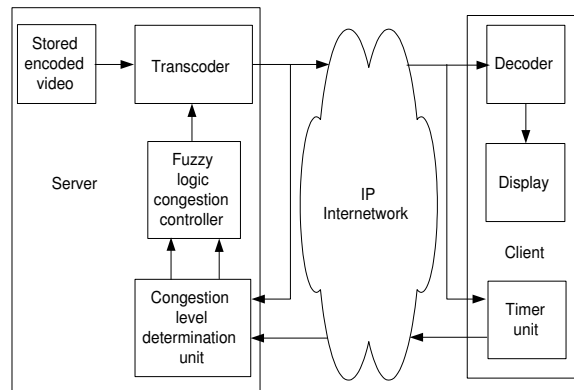 Stored
encoded
video
Transcoder
Fuzzy
logic
congestion
controller
Server
Congestion
level
determination
unit
IP
Internetwork
Decoder
Display
Client
Timer
unit